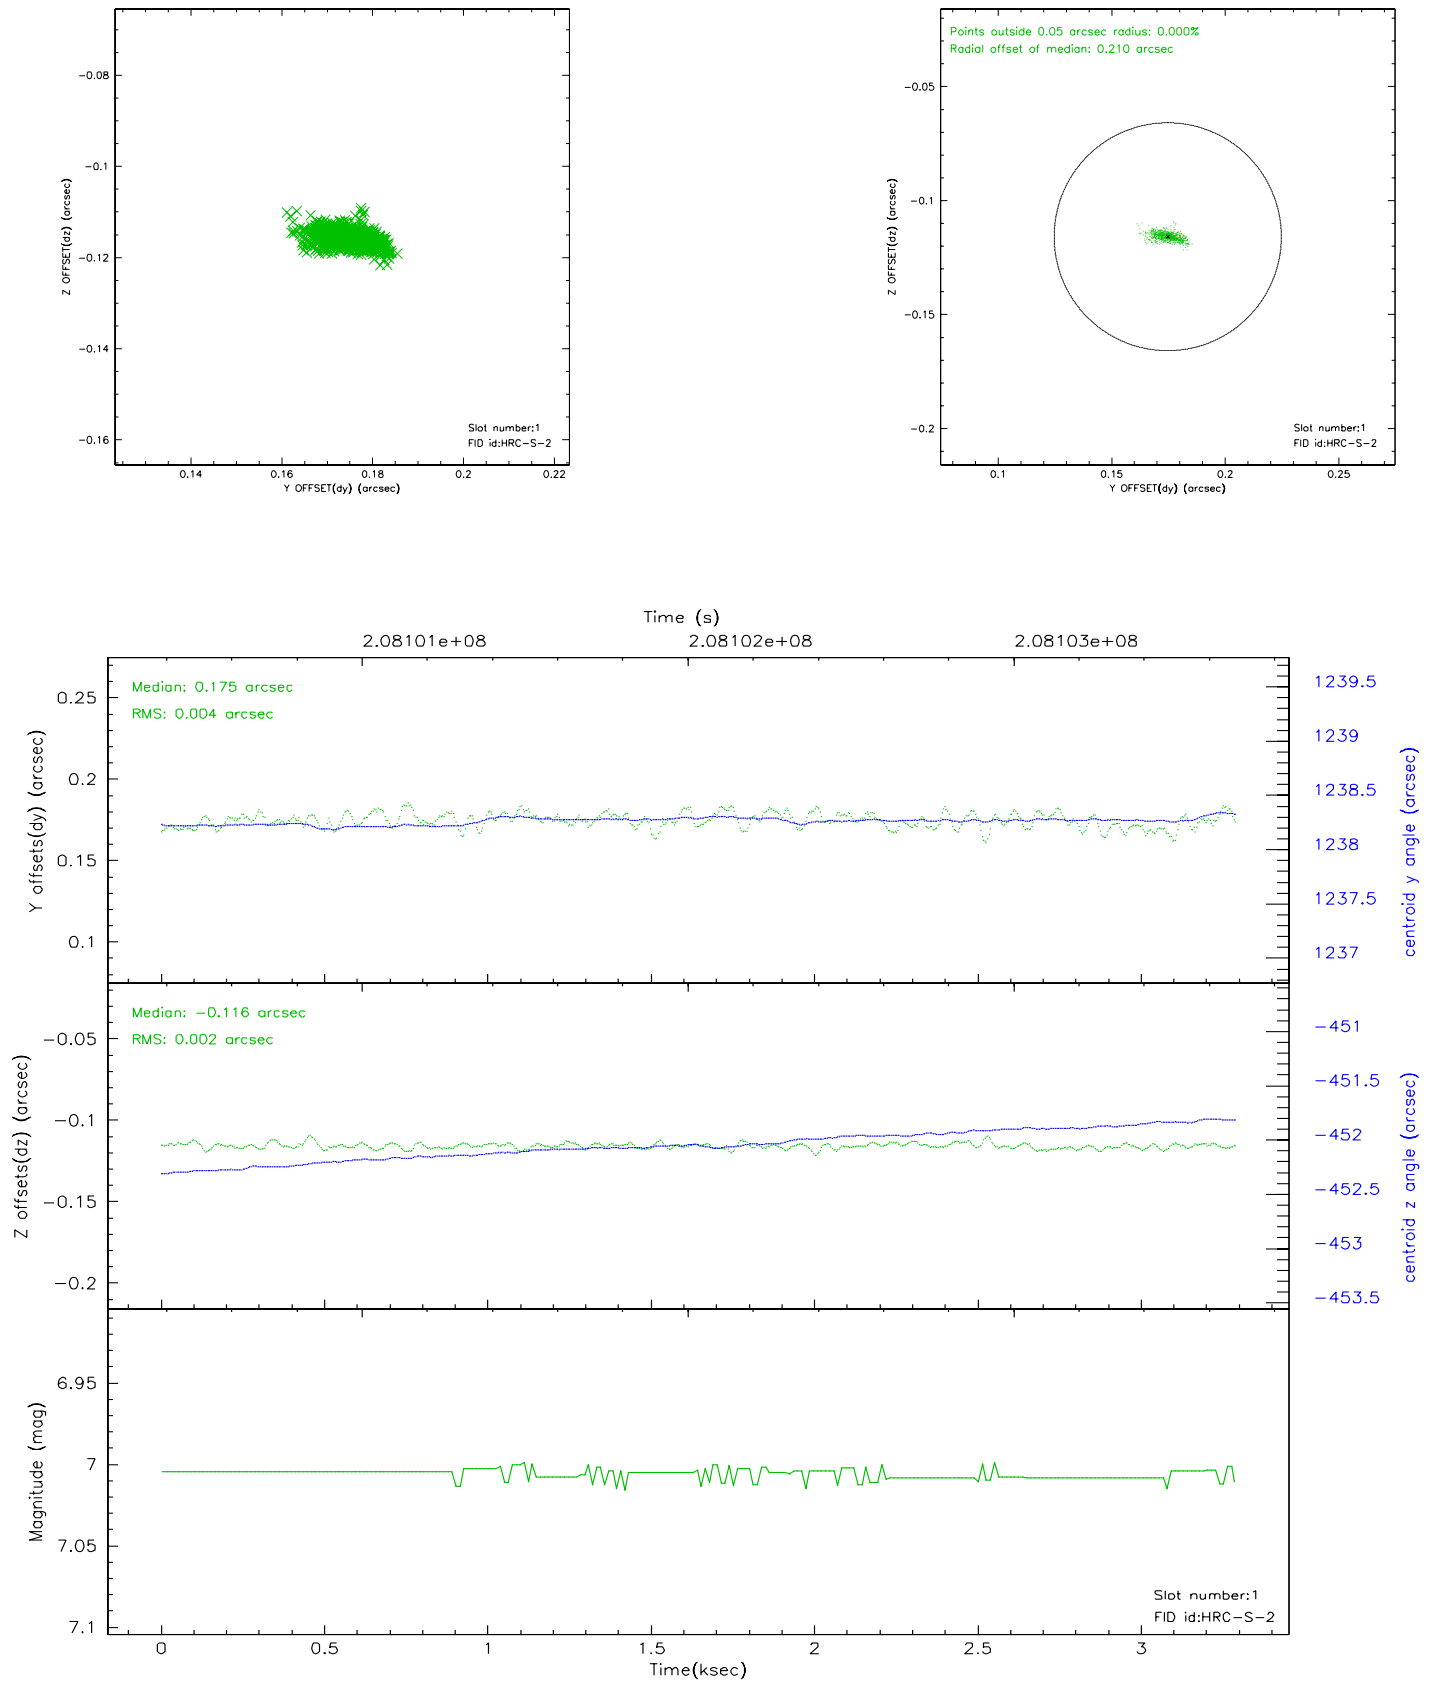 -0.08
-0.1
-0.12
-0.14
-0.16
Z OFFSET(dz) (arcsec)
Slot number:1
FID id:HRC-S-2
0.14 0.16 0.18 0.2 0.22
Y OFFSET(dy) (arcsec)
Points outside 0.05 arcsec radius: 0.000%
Radial offset of median: 0.210 arcsec
-0.05
-0.1
-0.15
-0.2
Z OFFSET(dz) (arcsec)
Slot number:1
FID id:HRC-S-2
0.1 0.15 0.2 0.25
Y OFFSET(dy) (arcsec)
Time (s)
2.08101e+08 2.08102e+08 2.08103e+08
Median: 0.175 arcsec
RMS: 0.004 arcsec
0.25
0.2
0.15
0.1
Y offsets(dy) (arcsec)
1239.5
1239
1238.5
1238
1237.5
1237
centroid y angle (arcsec)
Median: -0.116 arcsec
RMS: 0.002 arcsec
-0.05
-0.1
-0.15
-0.2
Z offsets(dz) (arcsec)
-451
-451.5
-452
-452.5
-453
-453.5
centroid z angle (arcsec)
6.95
7
7.05
7.1
Magnitude (mag)
Slot number:1
FID id:HRC-S-2
0 0.5 1 1.5 2 2.5 3
Time(ksec)